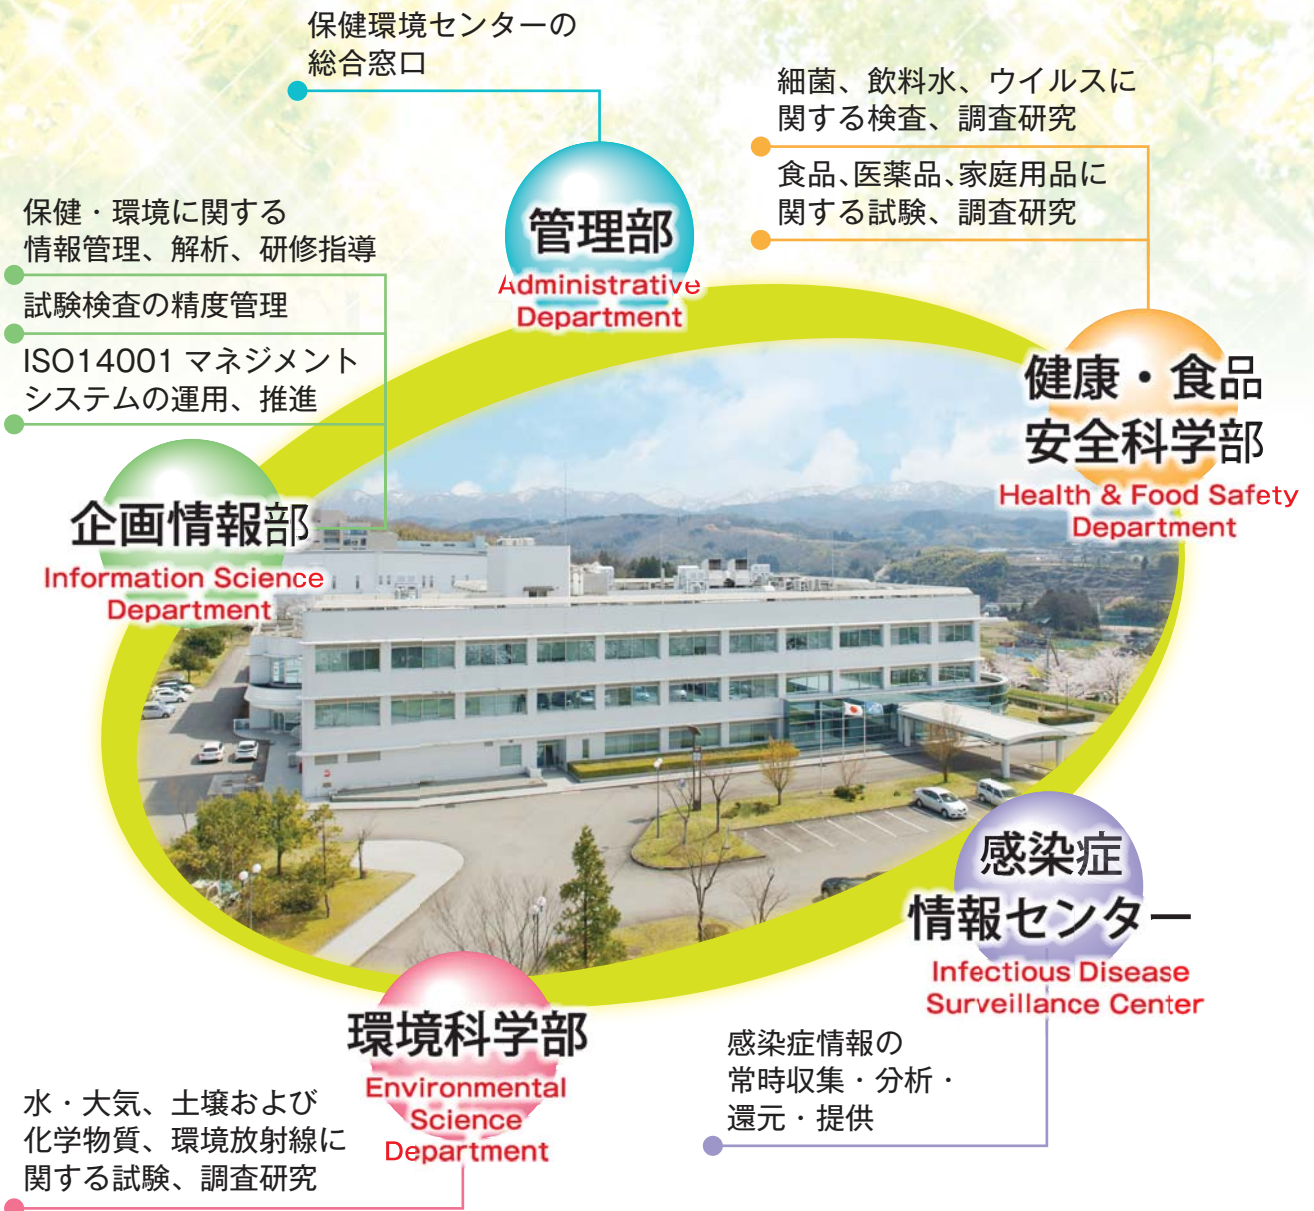 保健環境センターの
総合窓口
管理部
Administrative
Department
細菌、飲料水、ウイルスに
関する検査、調査研究
食品、医薬品、家庭用品に
関する試験、調査研究
健康・食品
安全科学部
Health & Food Safety
Department
保健・環境に関する
情報管理、解析、研修指導
試験検査の精度管理
ISO14001 マネジメント
システムの運用、推進
企画情報部
Information Science
Department
感染症
情報センター
Infectious Disease
Surveillance Center
感染症情報の
常時収集・分析・
還元・提供
環境科学部
Environmental
Science
Department
水・大気、土壌および
化学物質、環境放射線に
関する試験、調査研究